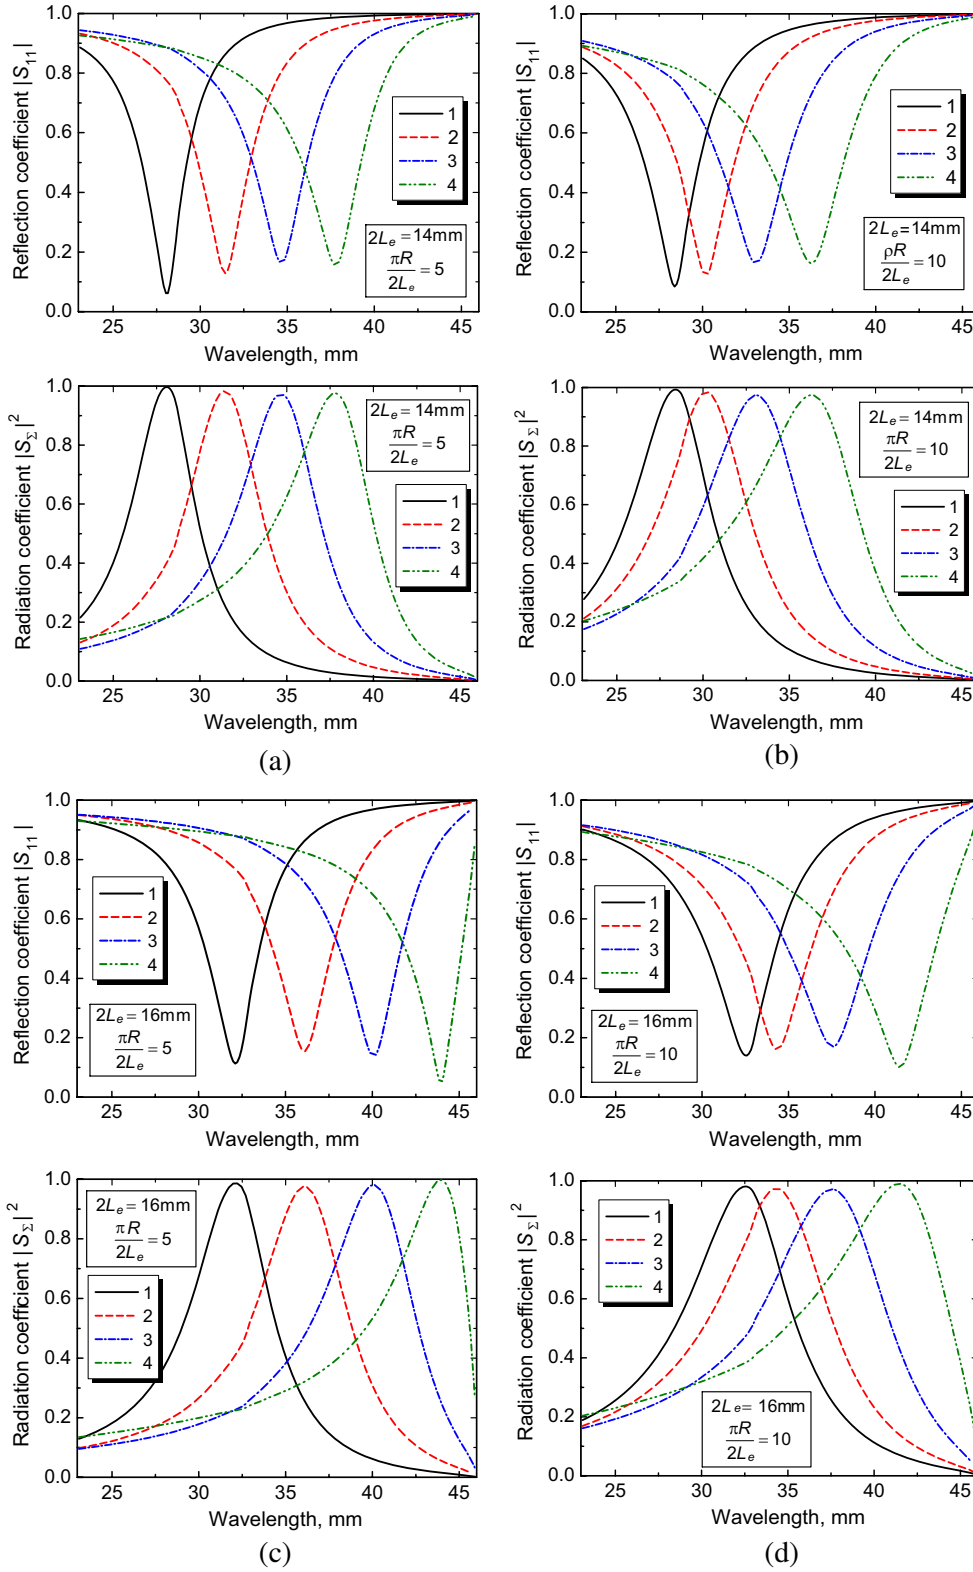 Reflection coefficient |S₁₁|
1.0
0.8
0.6
0.4
0.2
0.0
1
2
3
4
2Lₑ = 14mm
πR
2Lₑ
= 5
25 30 35 40 45
Wavelength, mm
Reflection coefficient |S₁₁|
1.0
0.8
0.6
0.4
0.2
0.0
1
2
3
4
2Lₑ = 14mm
ρR
2Lₑ
= 10
25 30 35 40 45
Wavelength, mm
Radiation coefficient |S_Σ|²
1.0
0.8
0.6
0.4
0.2
0.0
2Lₑ = 14mm
πR
2Lₑ
= 5
1
2
3
4
25 30 35 40 45
Wavelength, mm
(a)
Radiation coefficient |S_Σ|²
1.0
0.8
0.6
0.4
0.2
0.0
2Lₑ = 14mm
πR
2Lₑ
= 10
1
2
3
4
25 30 35 40 45
Wavelength, mm
(b)
Reflection coefficient |S₁₁|
1.0
0.8
0.6
0.4
0.2
0.0
1
2
3
4
2Lₑ = 16mm
πR
2Lₑ
= 5
25 30 35 40 45
Wavelength, mm
Reflection coefficient |S₁₁|
1.0
0.8
0.6
0.4
0.2
0.0
1
2
3
4
2Lₑ = 16mm
πR
2Lₑ
= 10
25 30 35 40 45
Wavelength, mm
Radiation coefficient |S_Σ|²
1.0
0.8
0.6
0.4
0.2
0.0
2Lₑ = 16mm
πR
2Lₑ
= 5
1
2
3
4
25 30 35 40 45
Wavelength, mm
(c)
Radiation coefficient |S_Σ|²
1.0
0.8
0.6
0.4
0.2
0.0
1
2
3
4
2Lₑ = 16mm
πR
2Lₑ
= 10
25 30 35 40 45
Wavelength, mm
(d)